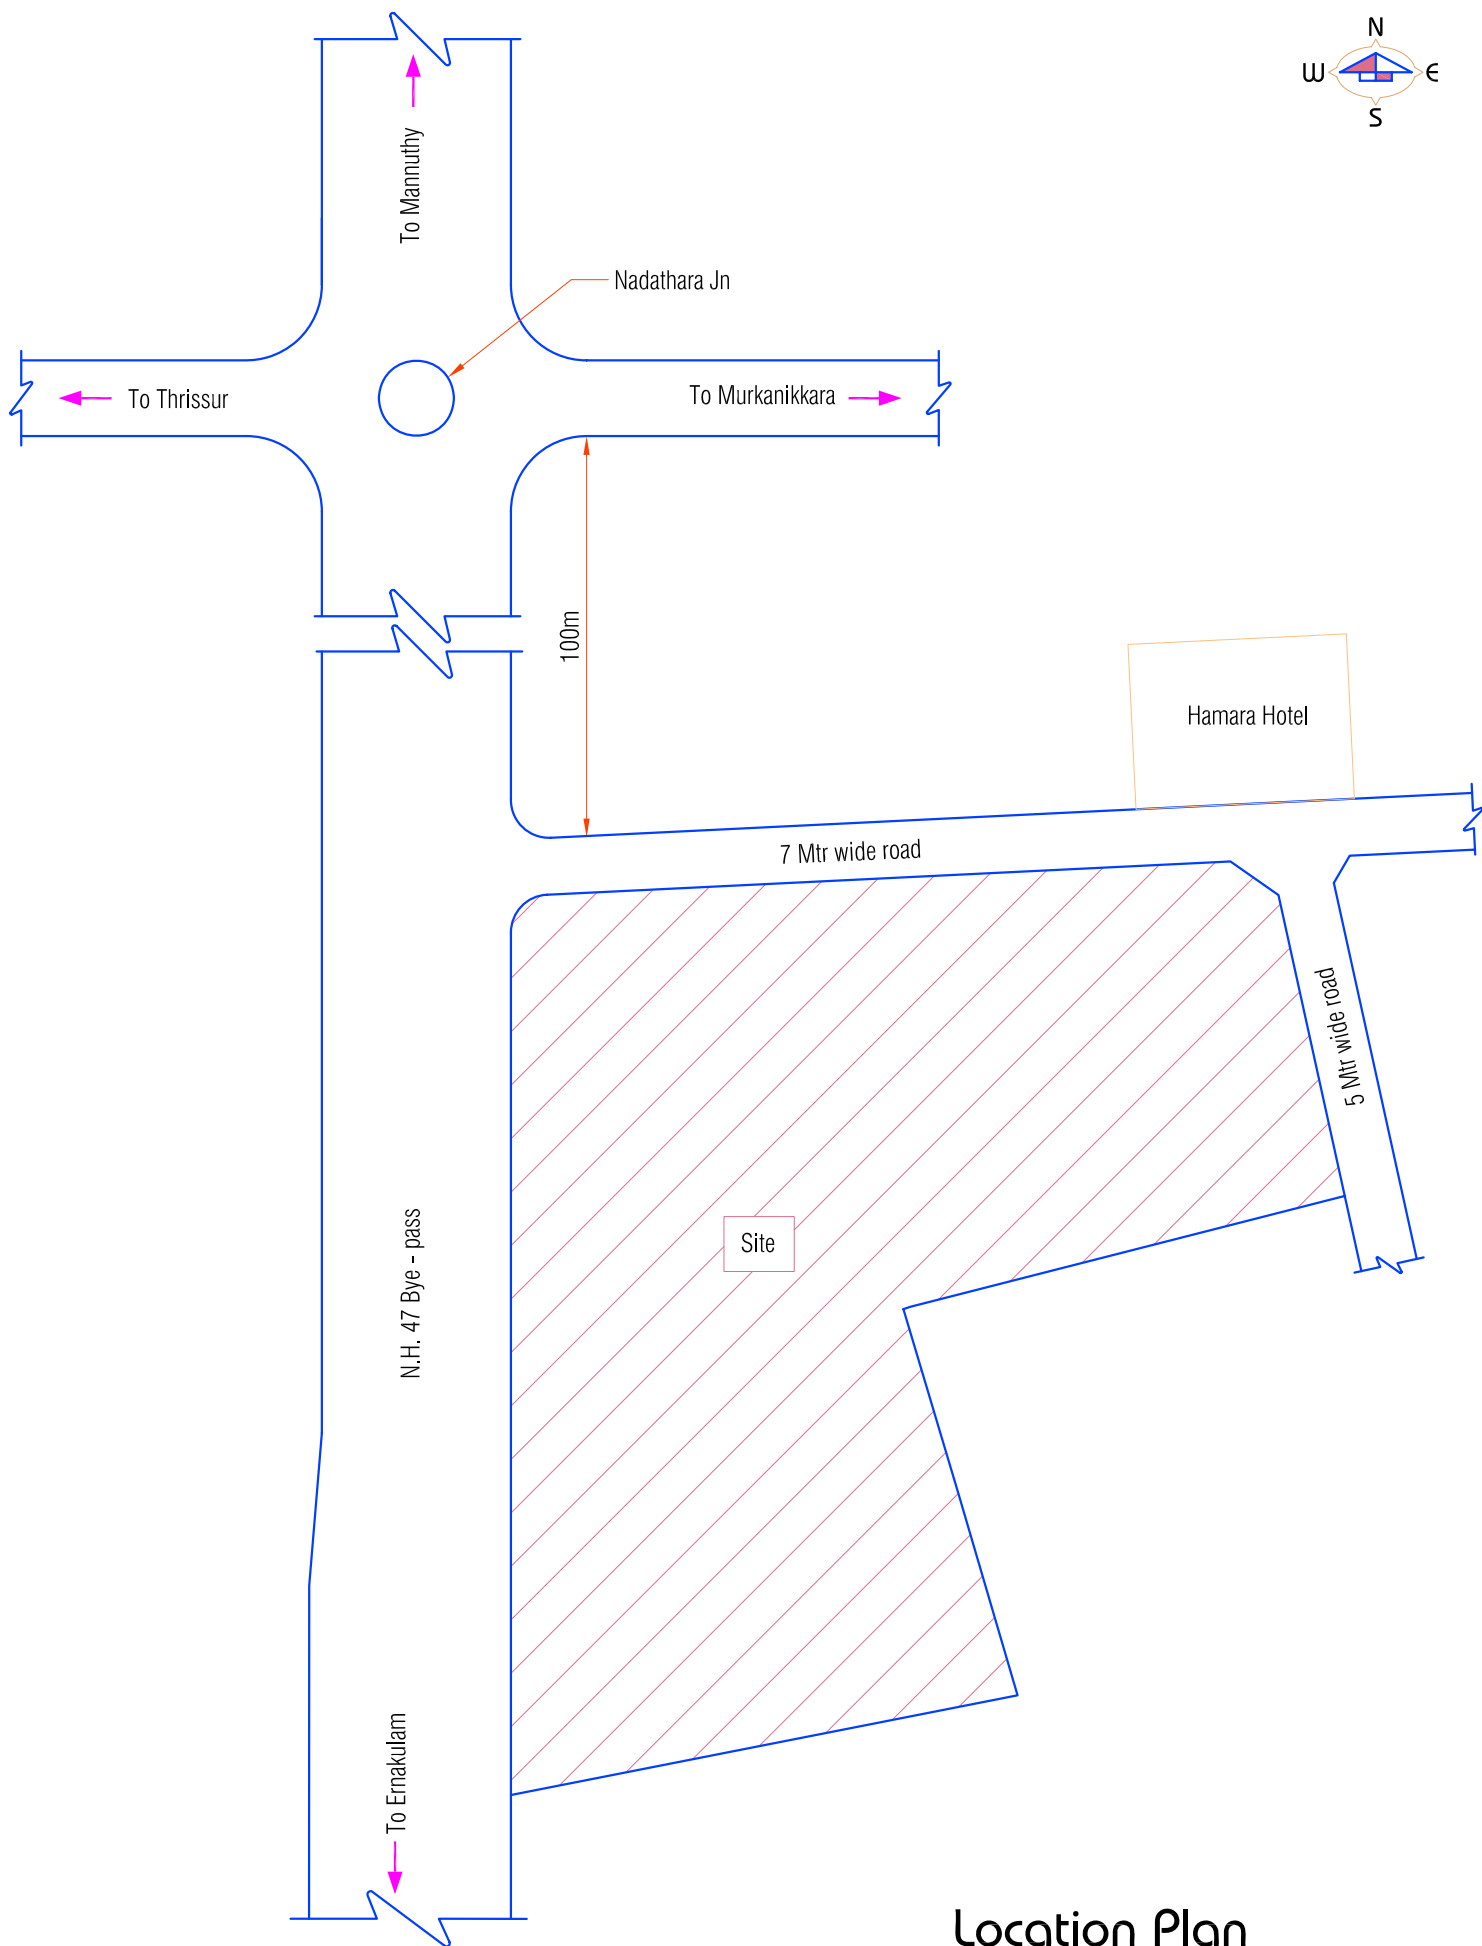 N
W
E
S
To Mannuthy
Nadathara Jn
To Thrissur
To Murkanikkara
100m
Hamara Hotel
7 Mtr wide road
5 Mtr wide road
Site
N.H. 47 Bye - pass
To Ernakulam
Location Plan